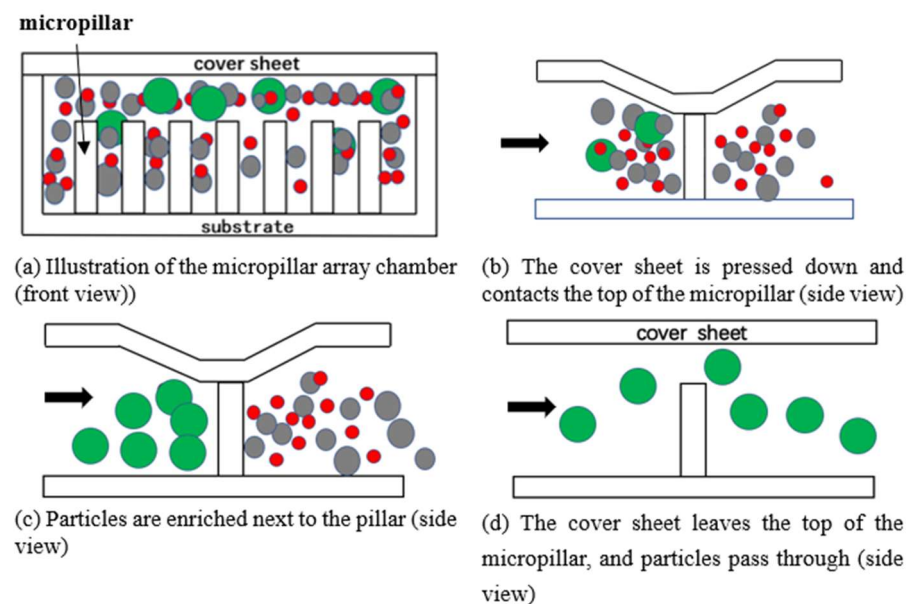 micropillar
cover sheet
substrate
(a) Illustration of the micropillar array chamber
(front view))
(b) The cover sheet is pressed down and
contacts the top of the micropillar (side view)
(c) Particles are enriched next to the pillar (side
view)
cover sheet
(d) The cover sheet leaves the top of the
micropillar, and particles pass through (side
view)